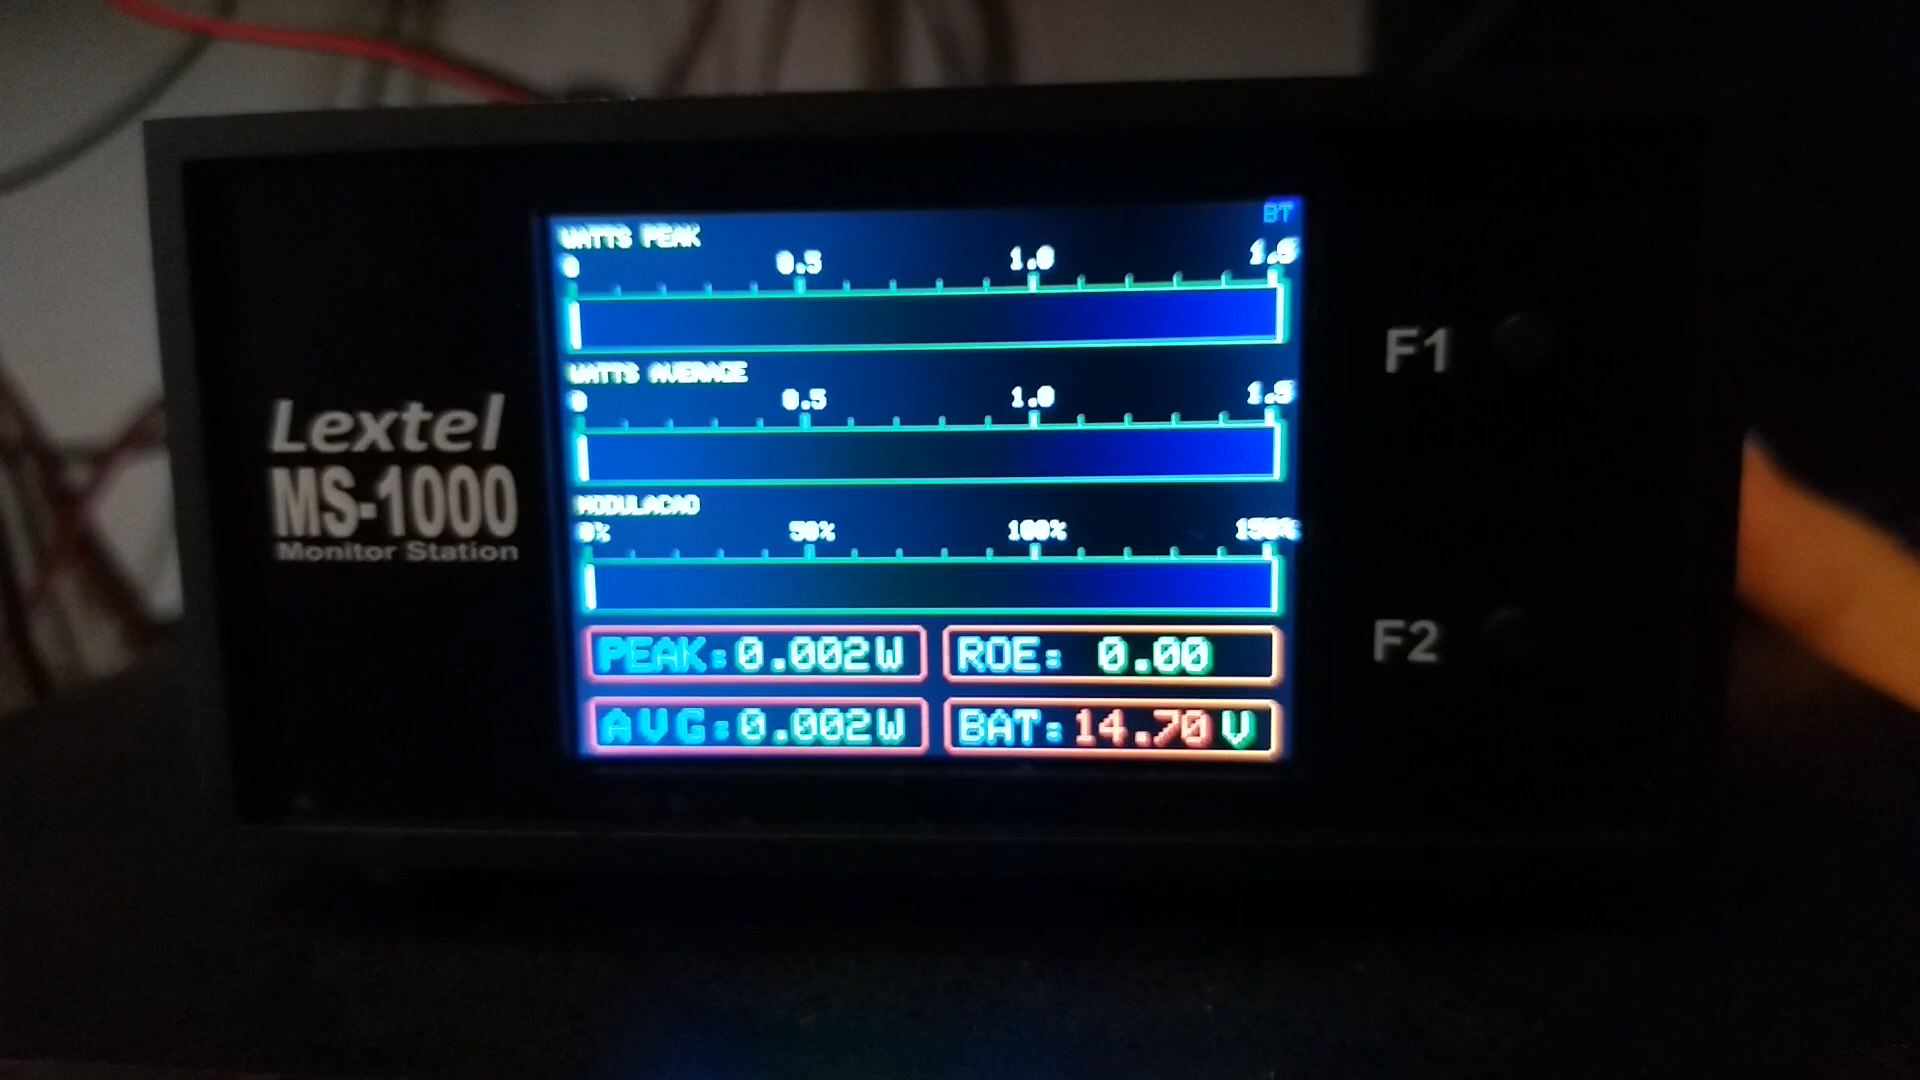 BT
WATTS PEAK
0 0.5 1.0 1.5
WATTS AVERAGE
0 0.5 1.0 1.5
MODULACAO
0% 50% 100% 150%
PEAK: 0.002W ROE: 0.00
AVG: 0.002W BAT: 14.70 V
Lextel
MS-1000
Monitor Station
F1
F2